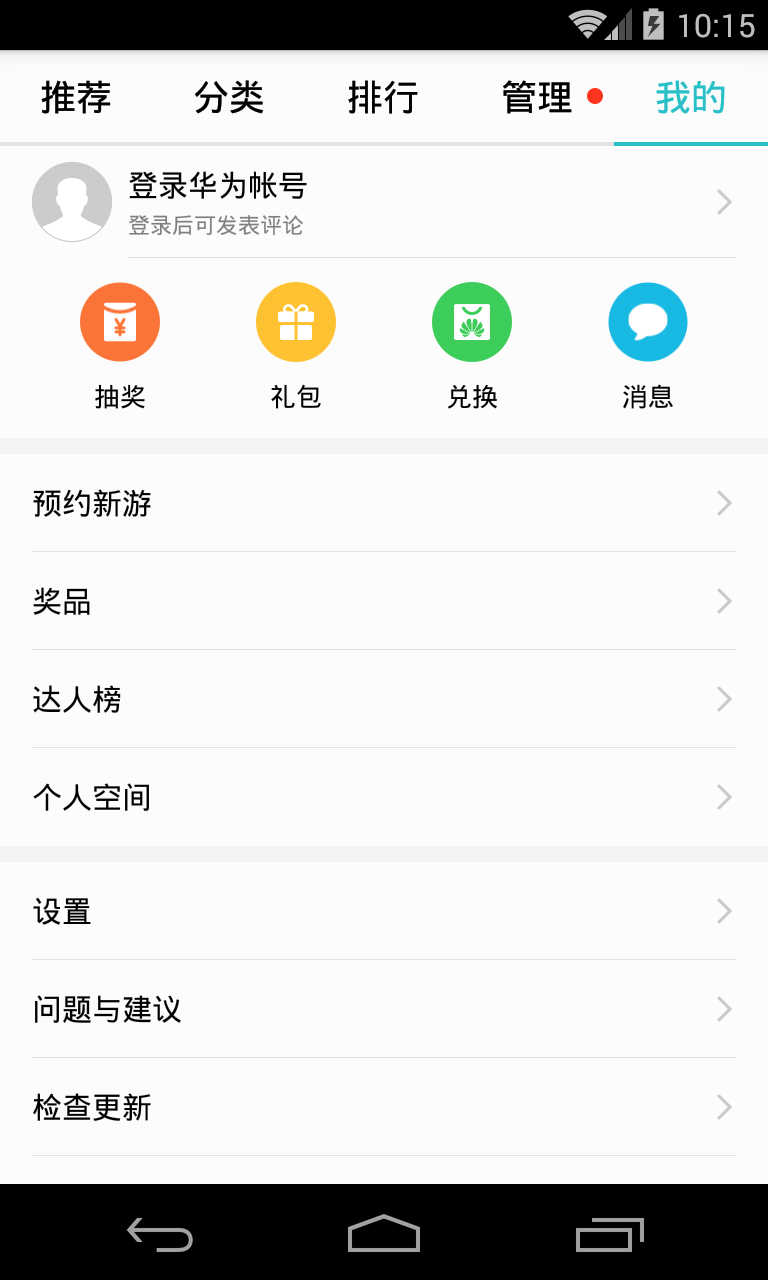 10:15
推荐 分类 排行 管理 我的
登录华为帐号
登录后可发表评论
¥
抽奖 礼包 兑换 消息
预约新游
奖品
达人榜
个人空间
设置
问题与建议
检查更新